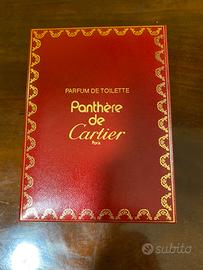 PARFUM DE TOILETTE
Panthère
de
Cartier
Paris
subito